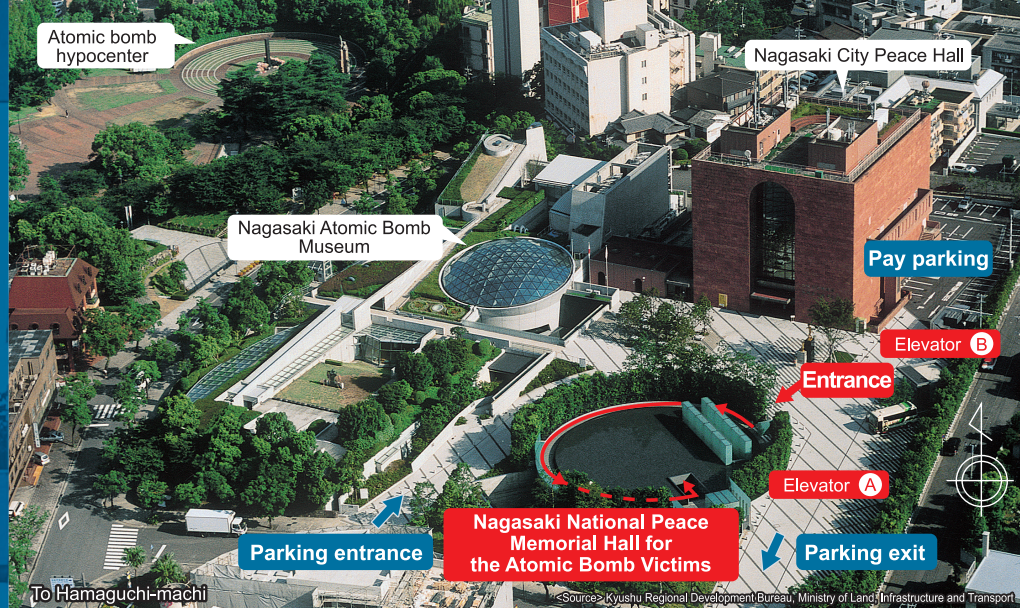 Atomic bomb
hypocenter
Nagasaki City Peace Hall
Nagasaki Atomic Bomb
Museum
Pay parking
Elevator B
Entrance
Elevator A
Nagasaki National Peace
Memorial Hall for
the Atomic Bomb Victims
Parking entrance
Parking exit
To Hamaguchi-machi
<Source> Kyushu Regional Development Bureau, Ministry of Land, Infrastructure and Transport